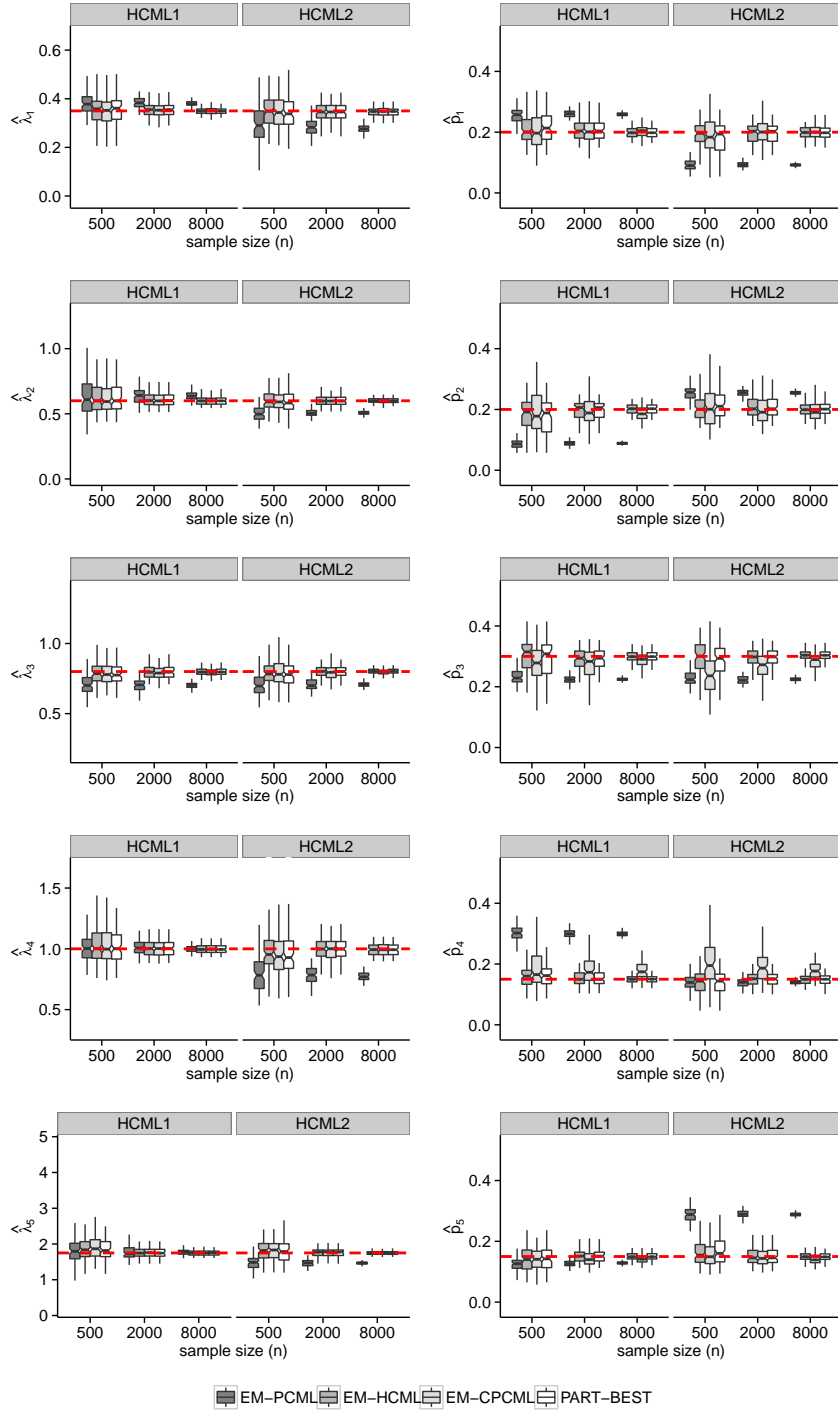 HCML1 HCML2
0.6
0.4
0.2
0.0
λ̂1
500 2000 8000 500 2000 8000
sample size (n)
HCML1 HCML2
0.4
0.2
0.0
p̂1
500 2000 8000 500 2000 8000
sample size (n)
HCML1 HCML2
1.0
0.5
0.0
λ̂2
500 2000 8000 500 2000 8000
sample size (n)
HCML1 HCML2
0.4
0.2
0.0
p̂2
500 2000 8000 500 2000 8000
sample size (n)
HCML1 HCML2
1.0
0.5
λ̂3
500 2000 8000 500 2000 8000
sample size (n)
HCML1 HCML2
0.4
0.2
0.0
p̂3
500 2000 8000 500 2000 8000
sample size (n)
HCML1 HCML2
1.5
1.0
0.5
λ̂4
500 2000 8000 500 2000 8000
sample size (n)
HCML1 HCML2
0.4
0.2
0.0
p̂4
500 2000 8000 500 2000 8000
sample size (n)
HCML1 HCML2
5
4
3
2
1
0
λ̂5
500 2000 8000 500 2000 8000
sample size (n)
HCML1 HCML2
0.4
0.2
0.0
p̂5
500 2000 8000 500 2000 8000
sample size (n)
EM−PCML EM−HCML EM−CPCML PART−BEST